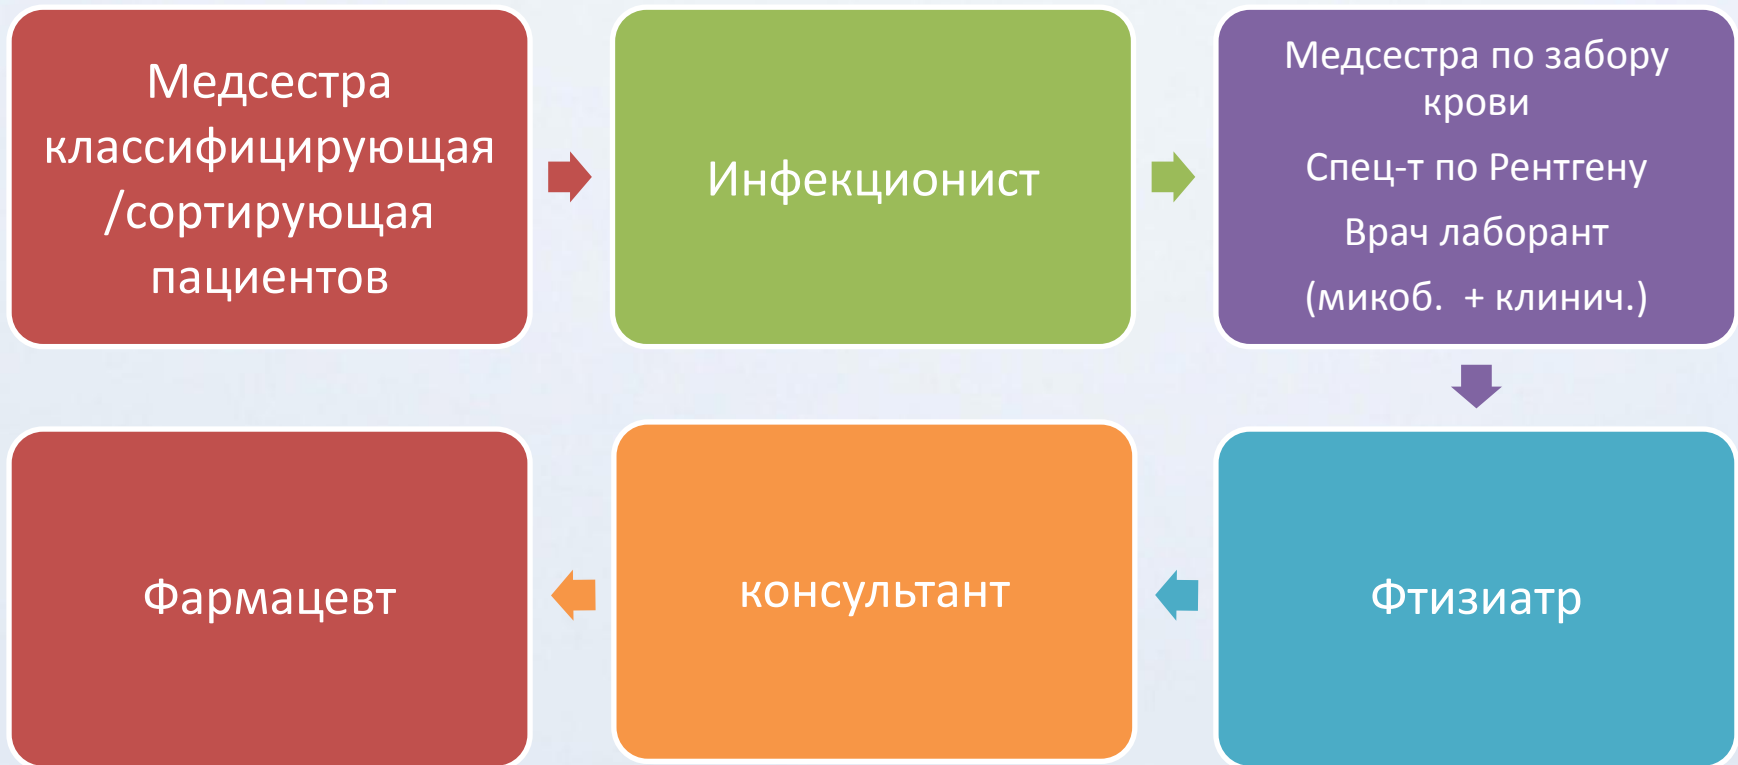 Медсестра
классифицирующая
/сортирующая
пациентов
Инфекционист
Медсестра по забору
крови
Спец-т по Рентгену
Врач лаборант
(микоб.  + клинич.)
Фтизиатр
консультант
Фармацевт